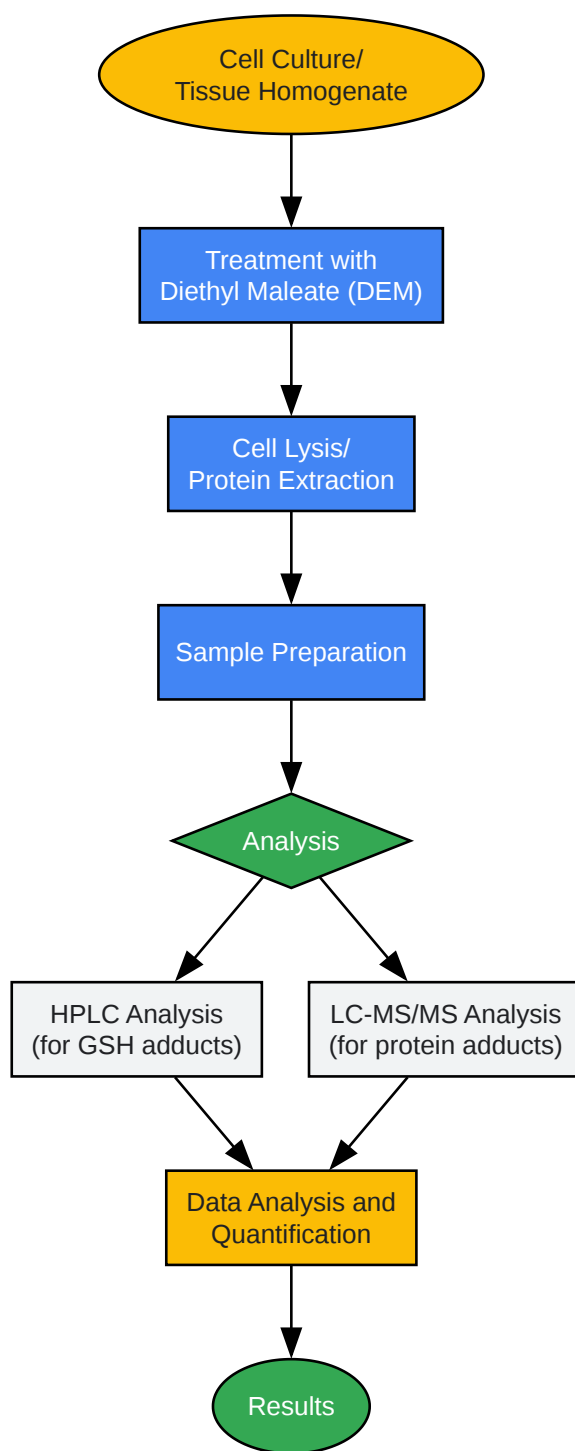 Cell Culture/
Tissue Homogenate
Treatment with
Diethyl Maleate (DEM)
Cell Lysis/
Protein Extraction
Sample Preparation
Analysis
HPLC Analysis
(for GSH adducts)
LC-MS/MS Analysis
(for protein adducts)
Data Analysis and
Quantification
Results